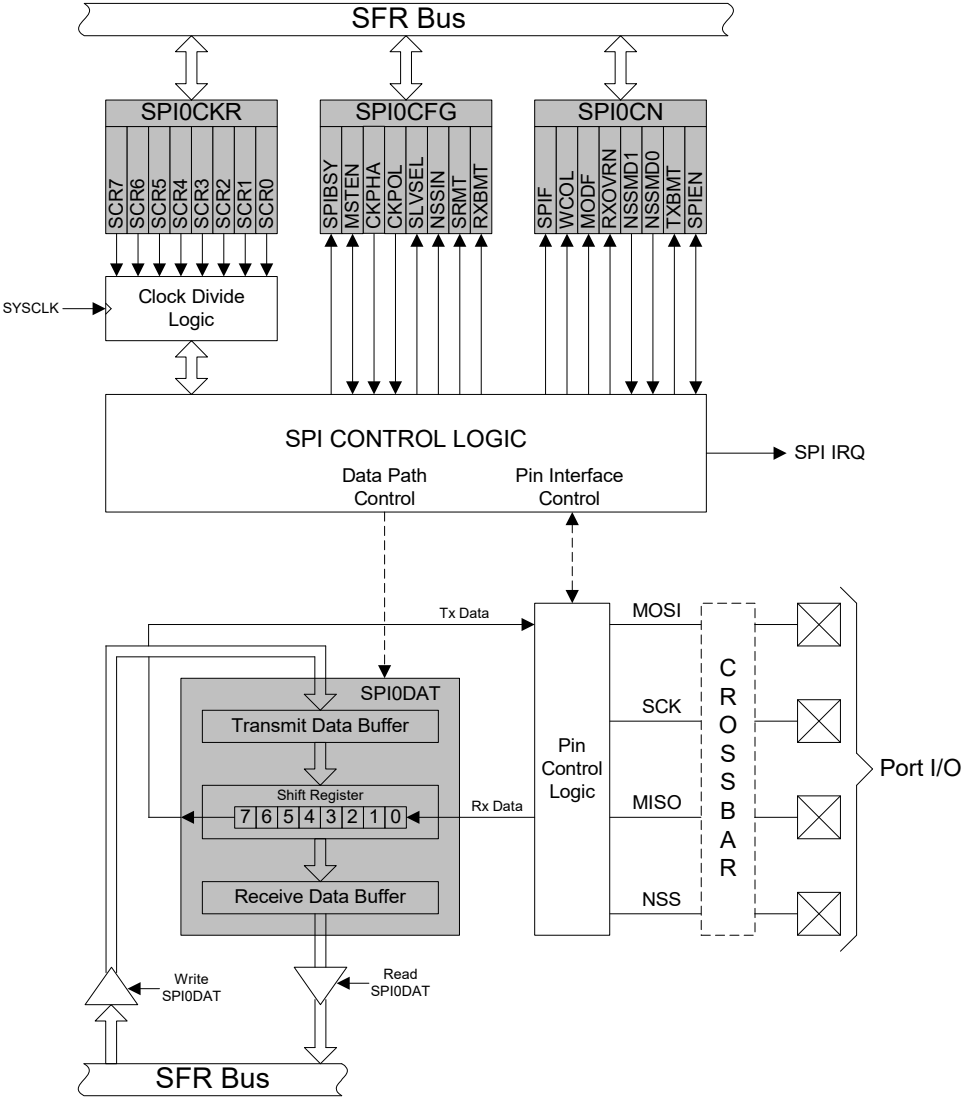 SFR Bus
SPI0CKR
SPI0CFG
SPI0CN
SCR7
SCR6
SCR5
SCR4
SCR3
SCR2
SCR1
SCR0
SPIBSY
MSTEN
CKPHA
CKPOL
SLVSEL
NSSIN
SRMT
RXBMT
SPIF
WCOL
MODF
RXOVRN
NSSMD1
NSSMD0
TXBMT
SPIEN
SYSCLK
Clock Divide
Logic
SPI CONTROL LOGIC
SPI IRQ
Data Path
Control
Pin Interface
Control
Tx Data
MOSI
SPI0DAT
Transmit Data Buffer
SCK
Shift Register
7 6 5 4 3 2 1 0
Rx Data
Pin
Control
Logic
MISO
CROSSBAR
Port I/O
Receive Data Buffer
NSS
Write
SPI0DAT
Read
SPI0DAT
SFR Bus